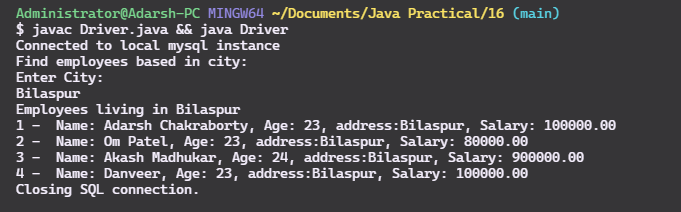 Administrator@Adarsh-PC MINGW64 ~/Documents/Java Practical/16 (main)
$ javac Driver.java && java Driver
Connected to local mysql instance
Find employees based in city:
Enter City:
Bilaspur
Employees living in Bilaspur
1 -  Name: Adarsh Chakraborty, Age: 23, address:Bilaspur, Salary: 100000.00
2 -  Name: Om Patel, Age: 23, address:Bilaspur, Salary: 80000.00
3 -  Name: Akash Madhukar, Age: 24, address:Bilaspur, Salary: 900000.00
4 -  Name: Danveer, Age: 23, address:Bilaspur, Salary: 100000.00
Closing SQL connection.